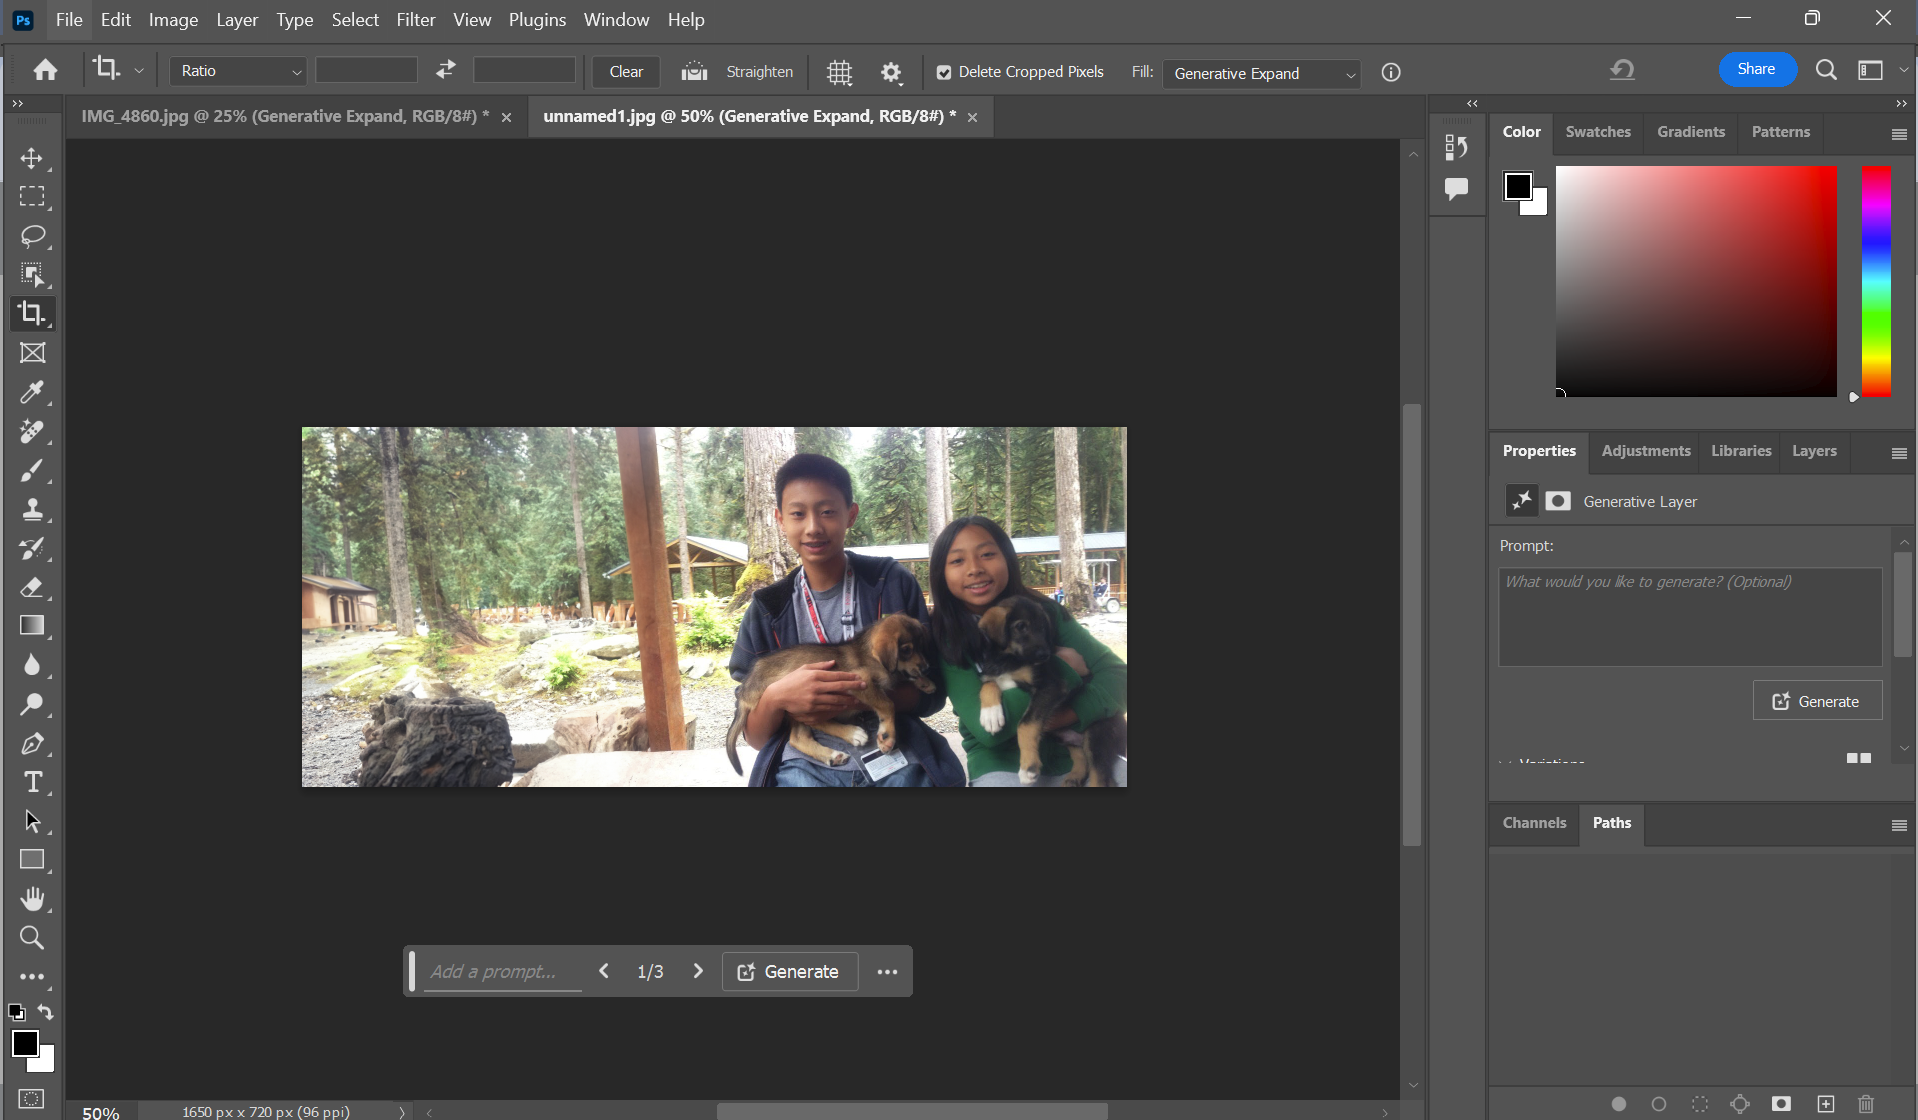 Ps File Edit Image Layer Type Select Filter View Plugins Window Help
Ratio Clear Straighten Delete Cropped Pixels Fill: Generative Expand Share
IMG_4860.jpg @ 25% (Generative Expand, RGB/8#) *
unnamed1.jpg @ 50% (Generative Expand, RGB/8#) *
Color Swatches Gradients Patterns
Properties Adjustments Libraries Layers
Generative Layer
Prompt:
What would you like to generate? (Optional)
Generate
Variations
Channels Paths
Add a prompt... 1/3 Generate
50% 1650 px x 720 px (96 ppi)